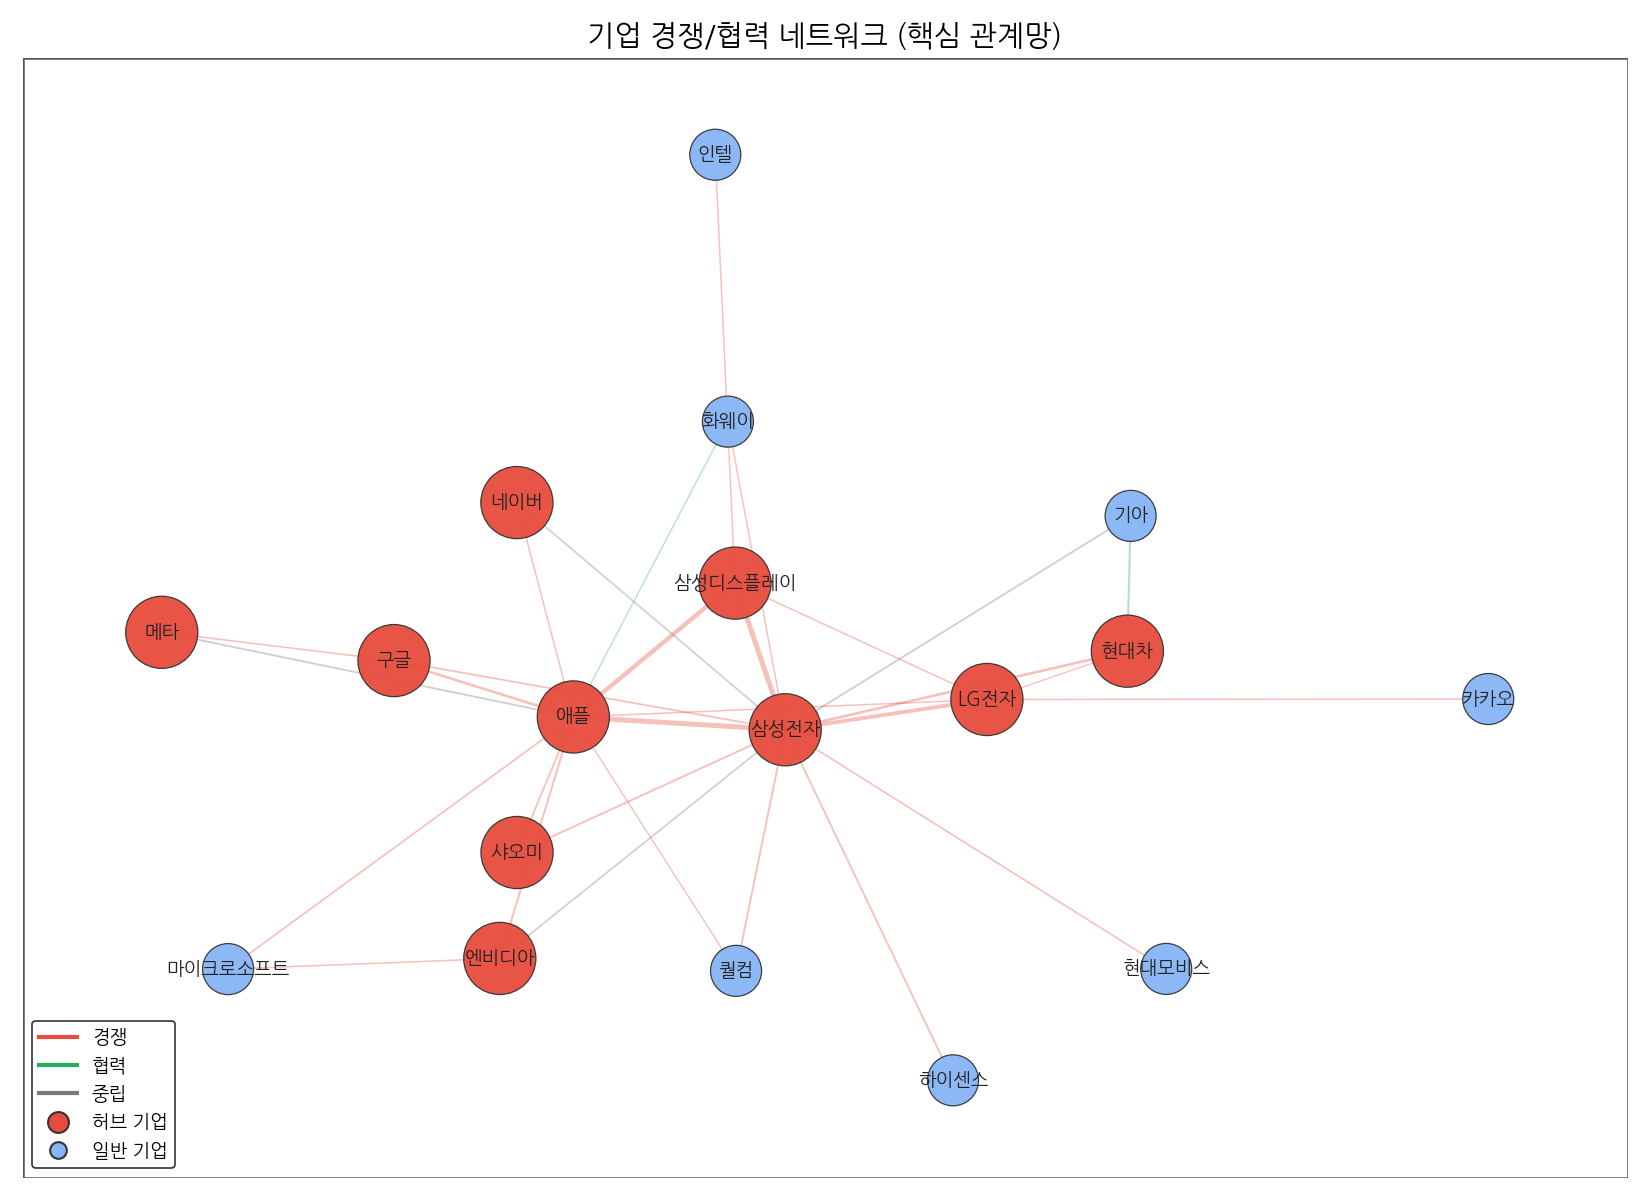 기업 경쟁/협력 네트워크 (핵심 관계망)
인텔
화웨이
네이버
기아
삼성디스플레이
메타
구글
현대차
애플
삼성전자
LG전자
카카오
샤오미
엔비디아
마이크로소프트
퀄컴
현대모비스
하이센스
경쟁
협력
중립
허브 기업
일반 기업